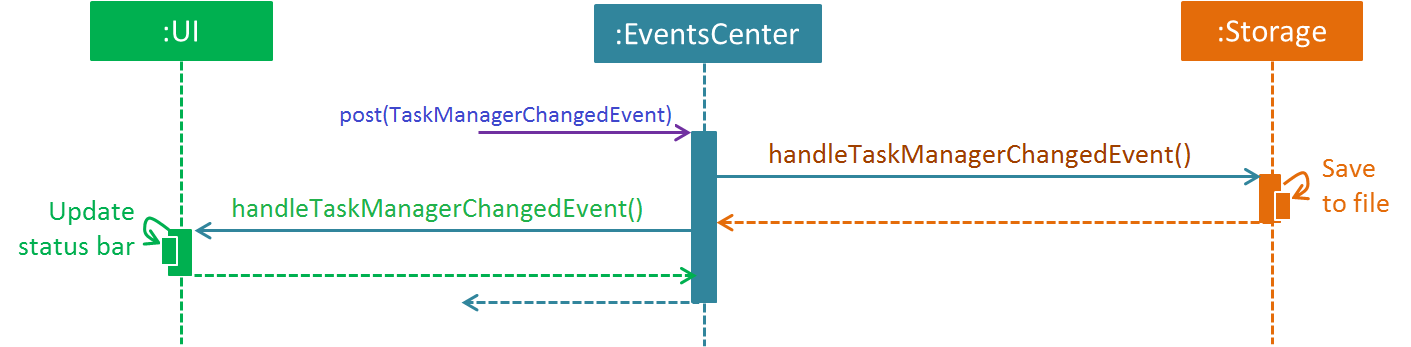 :UI
:EventsCenter
:Storage
post(TaskManagerChangedEvent)
handleTaskManagerChangedEvent()
Save
to file
Update
status bar
handleTaskManagerChangedEvent()